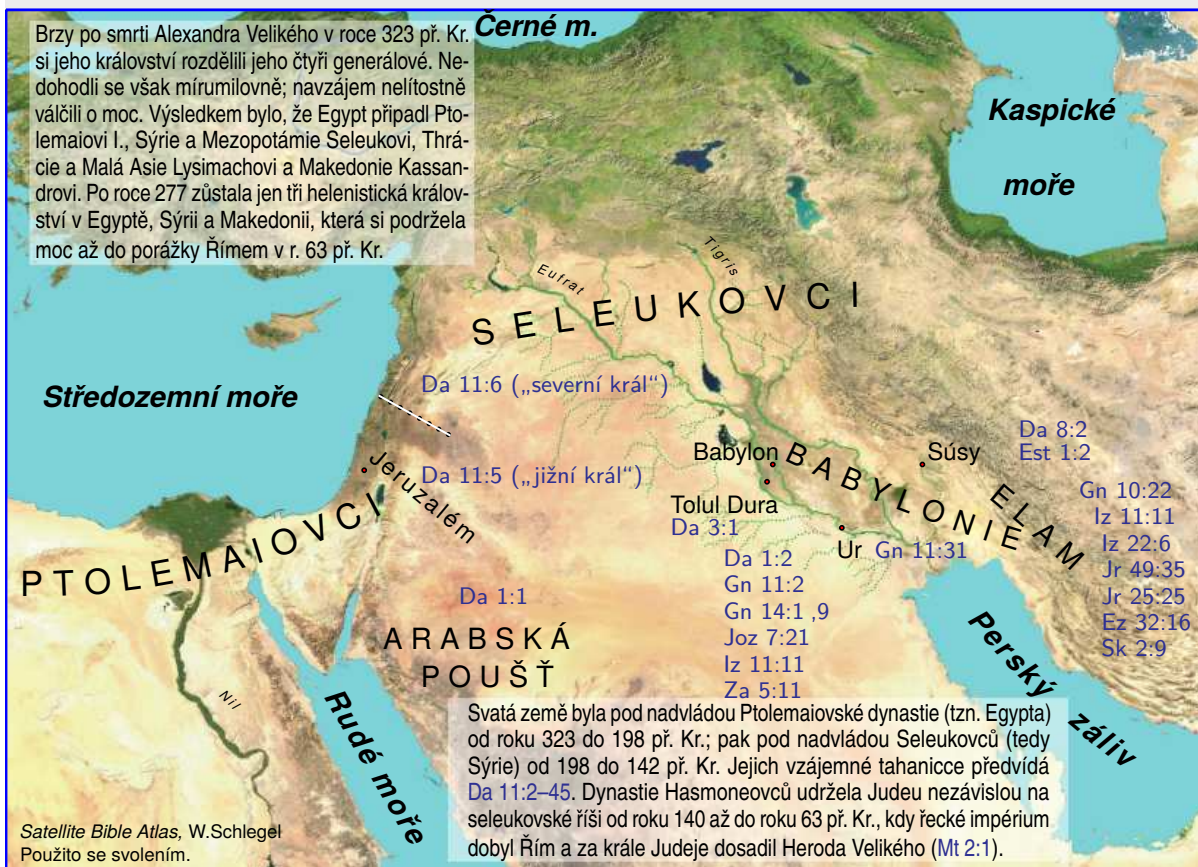 Brzy po smrti Alexandra Velikého v roce 323 př. Kr.
si jeho království rozdělili jeho čtyři generálové. Ne-
dohodli se však mírumilovně; navzájem nelítostně
válčili o moc. Výsledkem bylo, že Egypt připadl Pto-
lemaiovi I., Sýrie a Mezopotámie Seleukovi, Thrá-
cie a Malá Asie Lysimachovi a Makedonie Kassan-
drovi. Po roce 277 zůstala jen tři helenistická králov-
ství v Egyptě, Sýrii a Makedonii, která si podržela
moc až do porážky Římem v r. 63 př. Kr.
Černé m.
Kaspické
moře
Tigris
Eufrat
SELEUKOVCI
Středozemní moře
Da 11:6 („severní král“)
Da 11:5 („jižní král“)
Jeruzalém
PTOLEMAIOVCI
Babylon
BABYLONIE
Súsy
Da 8:2
Est 1:2
Tolul Dura
Da 3:1
Ur
Gn 11:31
ELAM
Gn 10:22
Iz 11:11
Iz 22:6
Jr 49:35
Jr 25:25
Ez 32:16
Sk 2:9
Da 1:2
Gn 11:2
Gn 14:1 ,9
Joz 7:21
Iz 11:11
Za 5:11
Da 1:1
ARABSKÁ
POUŠŤ
Nil
Rudé moře
Perský záliv
Svatá země byla pod nadvládou Ptolemaiovské dynastie (tzn. Egypta)
od roku 323 do 198 př. Kr.; pak pod nadvládou Seleukovců (tedy
Sýrie) od 198 do 142 př. Kr. Jejich vzájemné tahanicce předvídá
Da 11:2–45. Dynastie Hasmoneovců udržela Judeu nezávislou na
seleukovské říši od roku 140 až do roku 63 př. Kr., kdy řecké impérium
dobyl Řím a za krále Judeje dosadil Heroda Velikého (Mt 2:1).
Satellite Bible Atlas, W.Schlegel
Použito se svolením.